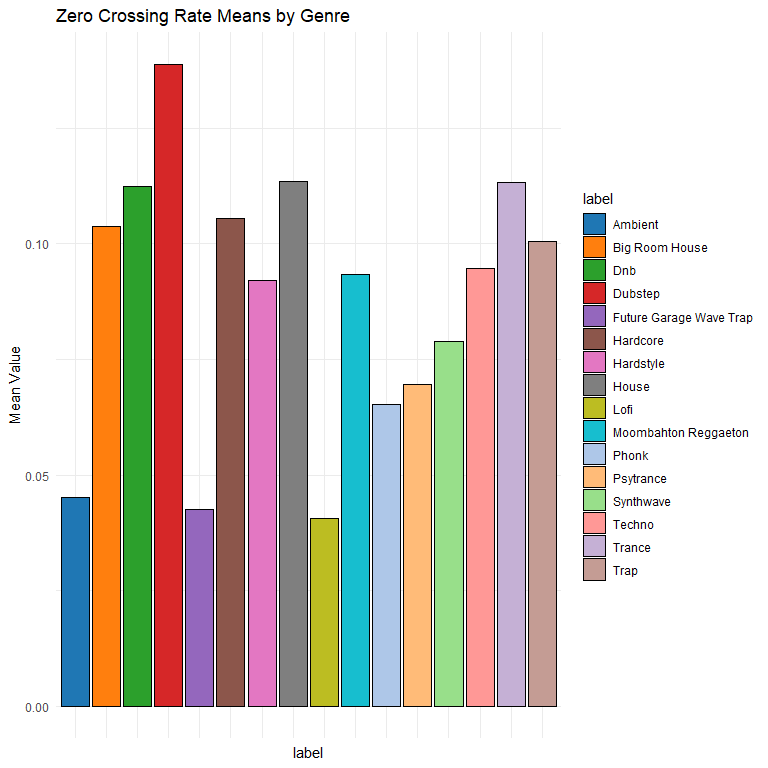 Zero Crossing Rate Means by Genre
Mean Value
0.10
0.05
0.00
label
label
Ambient
Big Room House
Dnb
Dubstep
Future Garage Wave Trap
Hardcore
Hardstyle
House
Lofi
Moombahton Reggaeton
Phonk
Psytrance
Synthwave
Techno
Trance
Trap